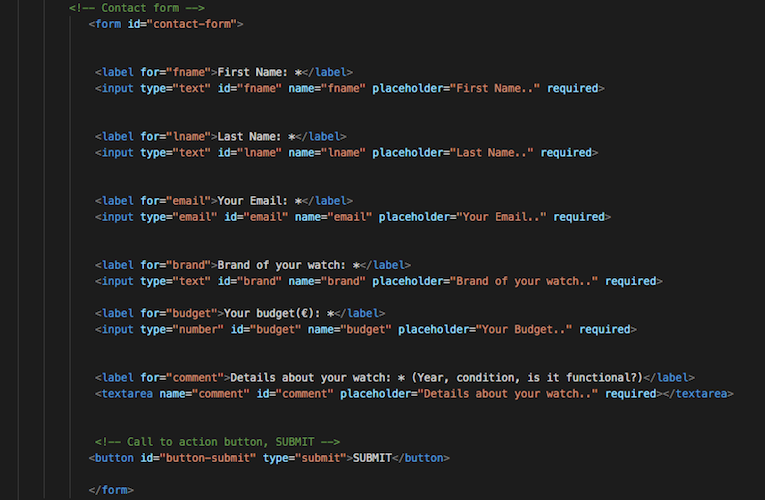 <!-- Contact form -->
<form id="contact-form">
<label for="fname">First Name: *</label>
<input type="text" id="fname" name="fname" placeholder="First Name.." required>
<label for="lname">Last Name: *</label>
<input type="text" id="lname" name="lname" placeholder="Last Name.." required>
<label for="email">Your Email: *</label>
<input type="email" id="email" name="email" placeholder="Your Email.." required>
<label for="brand">Brand of your watch: *</label>
<input type="text" id="brand" name="brand" placeholder="Brand of your watch.." required>
<label for="budget">Your budget(€): *</label>
<input type="number" id="budget" name="budget" placeholder="Your Budget.." required>
<label for="comment">Details about your watch: * (Year, condition, is it functional?)</label>
<textarea name="comment" id="comment" placeholder="Details about your watch.." required></textarea>
<!-- Call to action button, SUBMIT -->
<button id="button-submit" type="submit">SUBMIT</button>
</form>